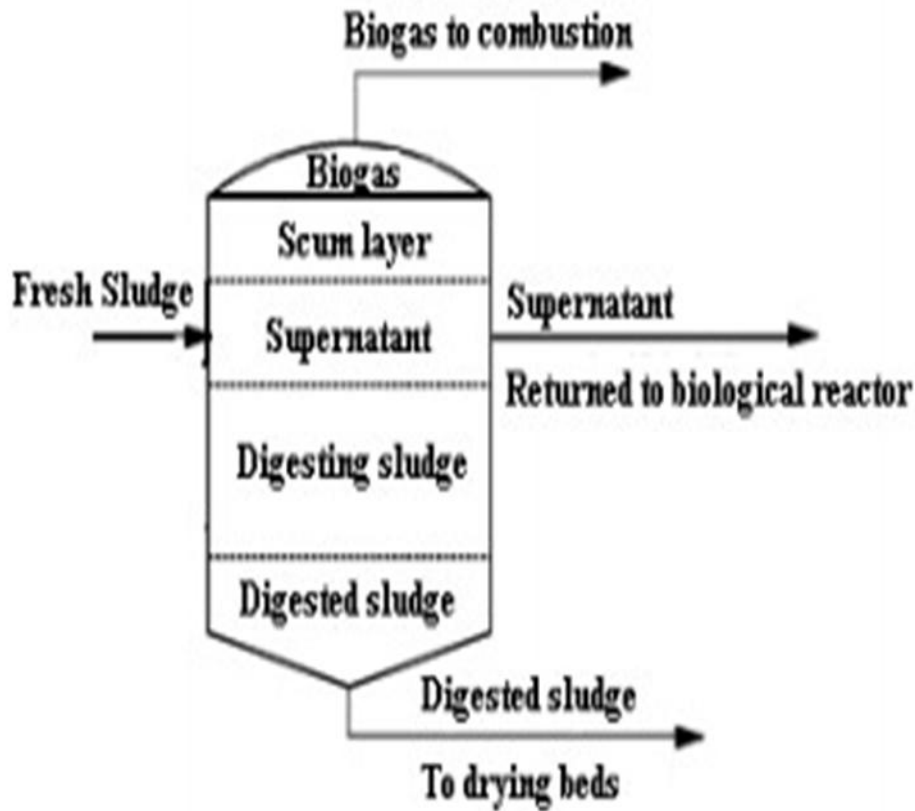 Biogas to combustion
Biogas
Scum layer
Fresh Sludge
Supernatant
Supernatant
Returned to biological reactor
Digesting sludge
Digested sludge
Digested sludge
To drying beds